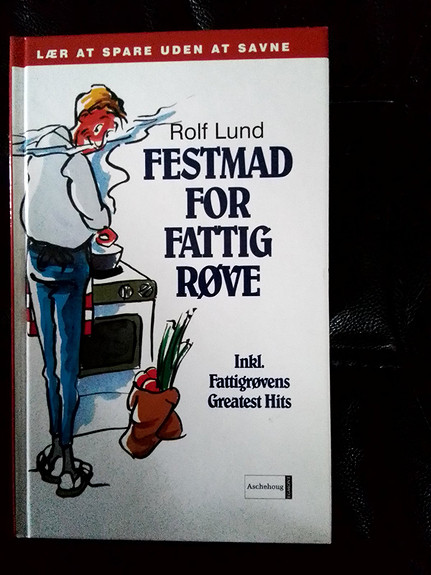 LÆR AT SPARE UDEN AT SAVNE
Rolf Lund
FESTMAD
FOR
FATTIG
RØVE
Inkl.
Fattigrøvens
Greatest Hits
Aschehoug